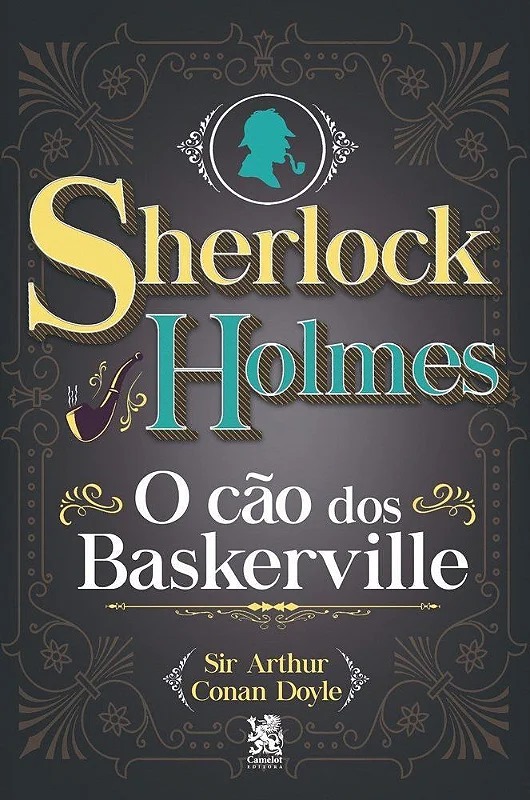 Sherlock
Holmes
O cão dos
Baskerville
Sir Arthur
Conan Doyle
Camelot
EDITORA